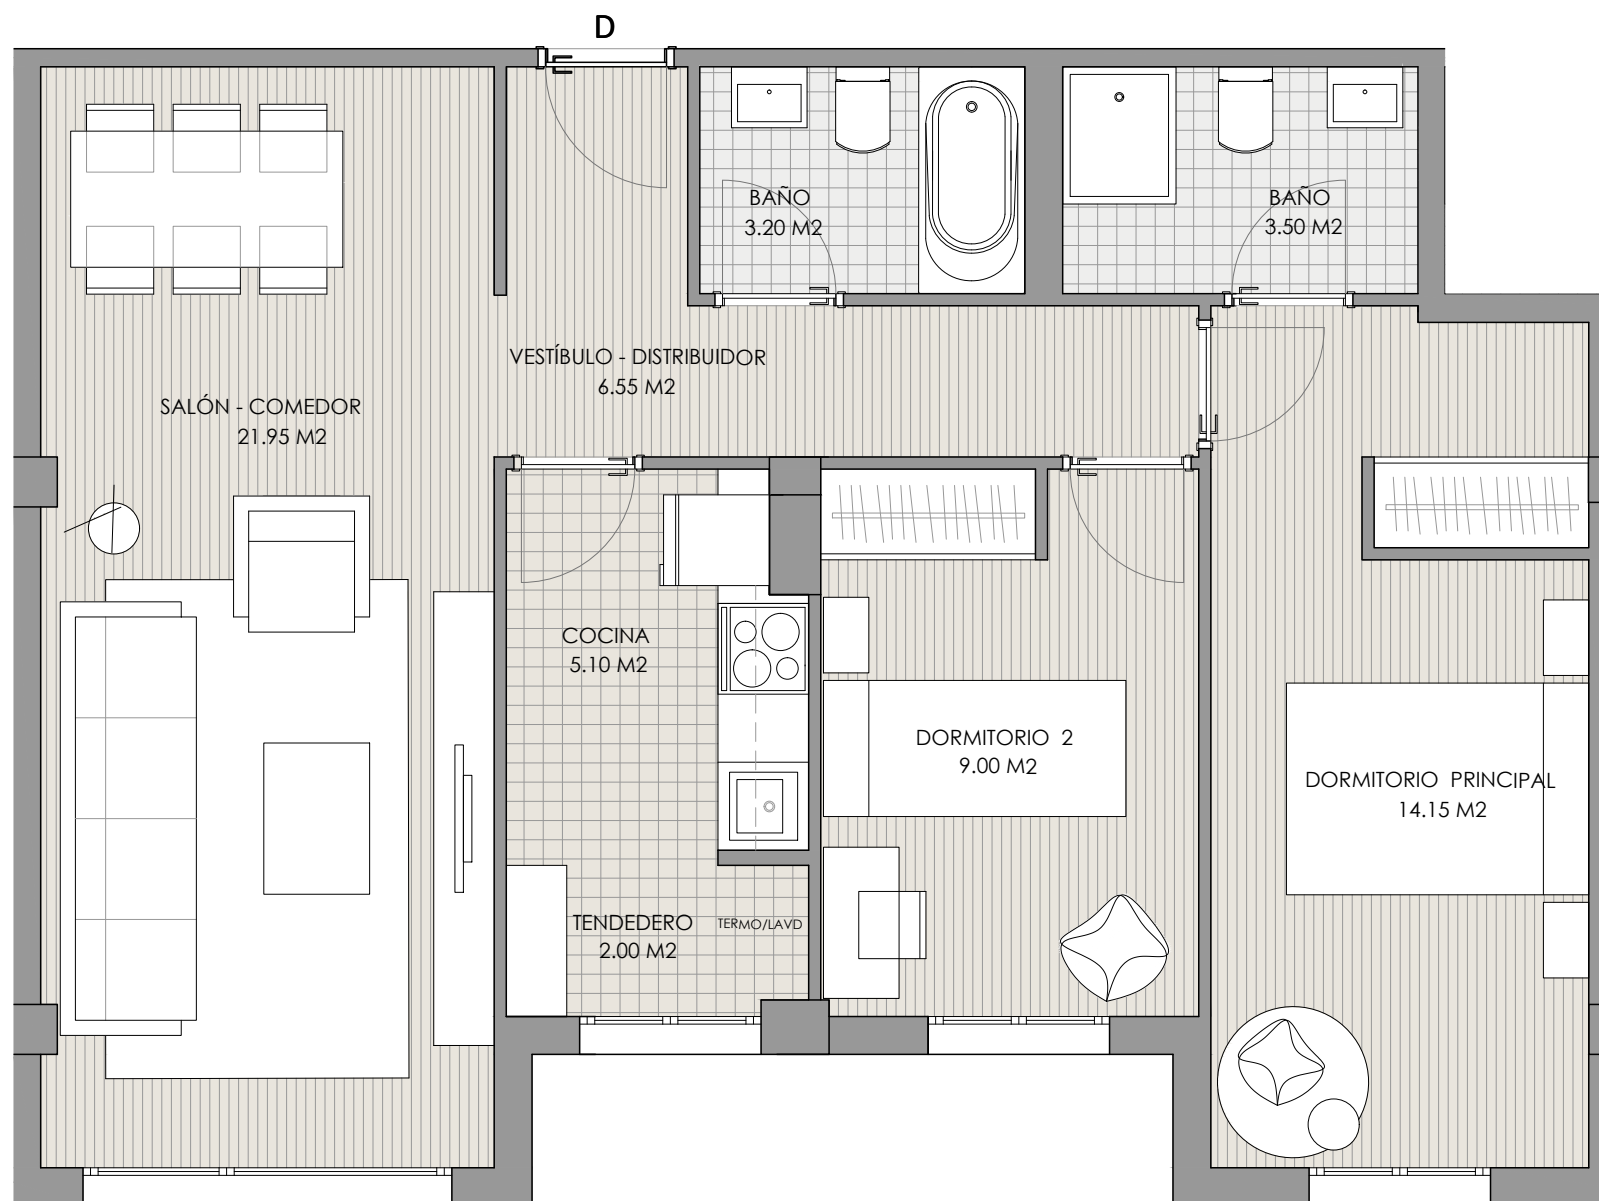 D
BAÑO
3.20 M2
BAÑO
3.50 M2
VESTÍBULO - DISTRIBUIDOR
6.55 M2
SALÓN - COMEDOR
21.95 M2
COCINA
5.10 M2
DORMITORIO 2
9.00 M2
DORMITORIO PRINCIPAL
14.15 M2
TENDEDERO
2.00 M2
TERMO/LAVD